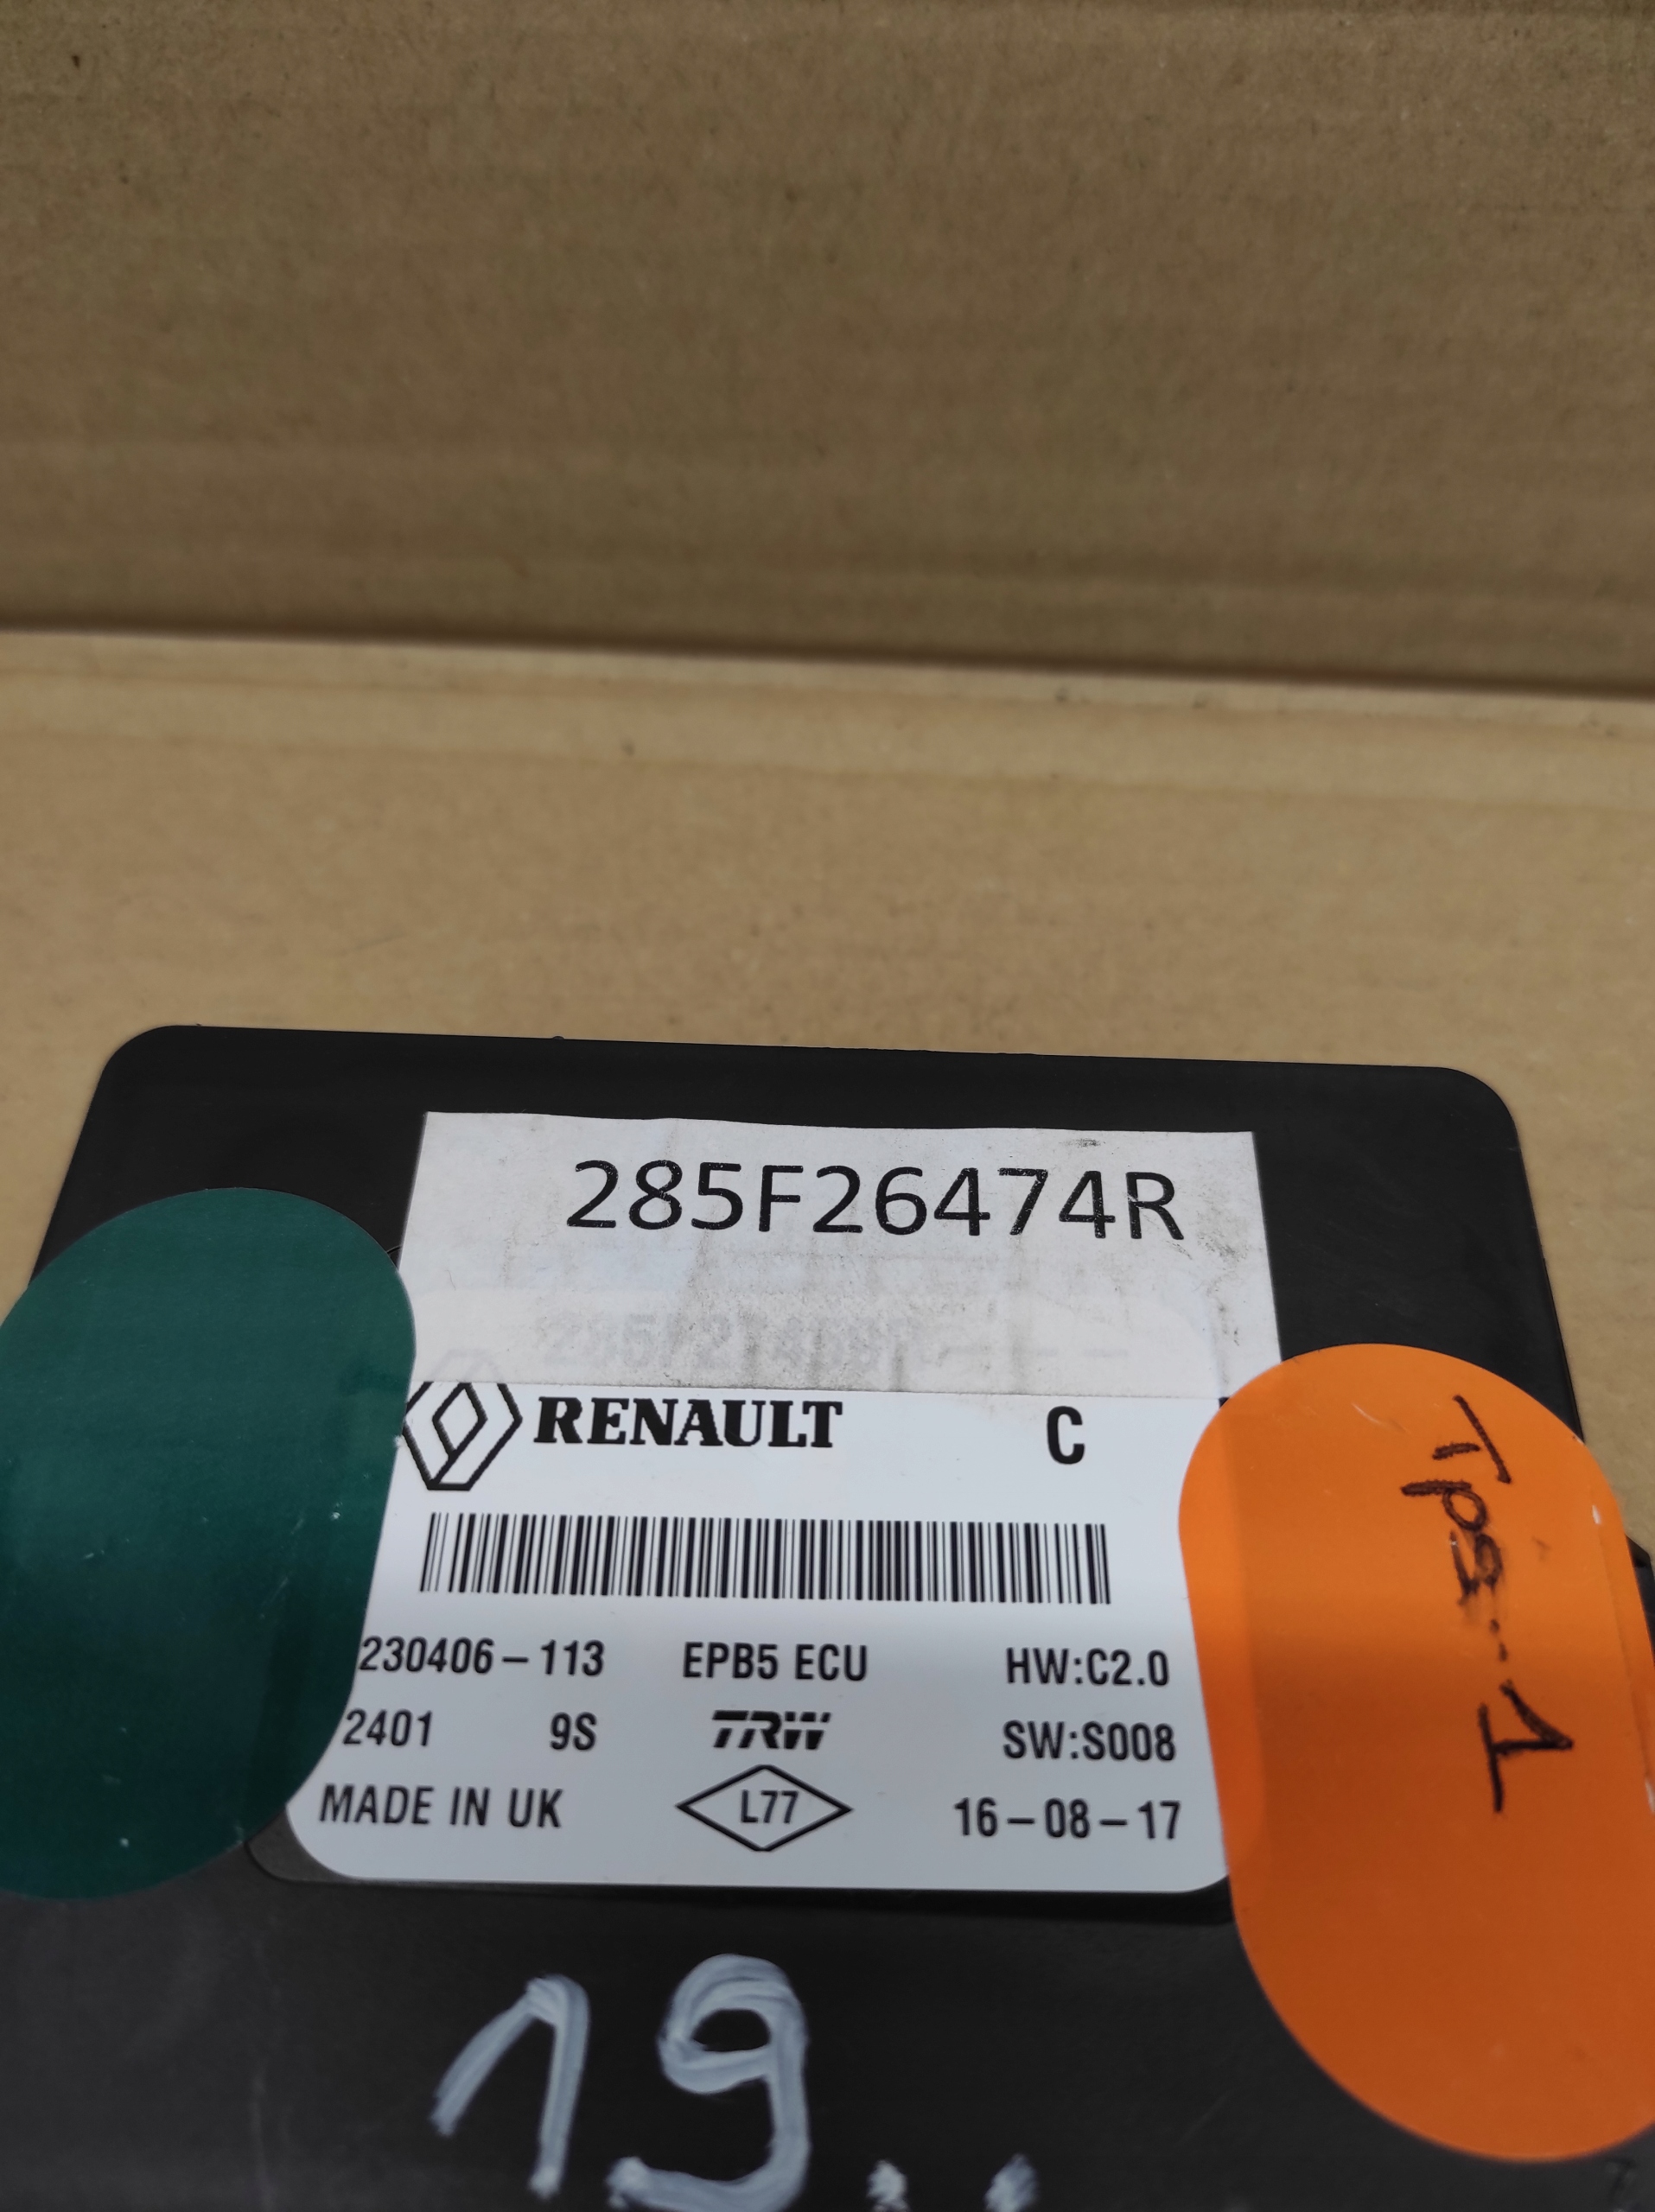 285F26474R
RENAULT C
230406-113 EPB5 ECU HW:C2.0
2401 9S TRW SW:S008
MADE IN UK L77 16-08-17
19